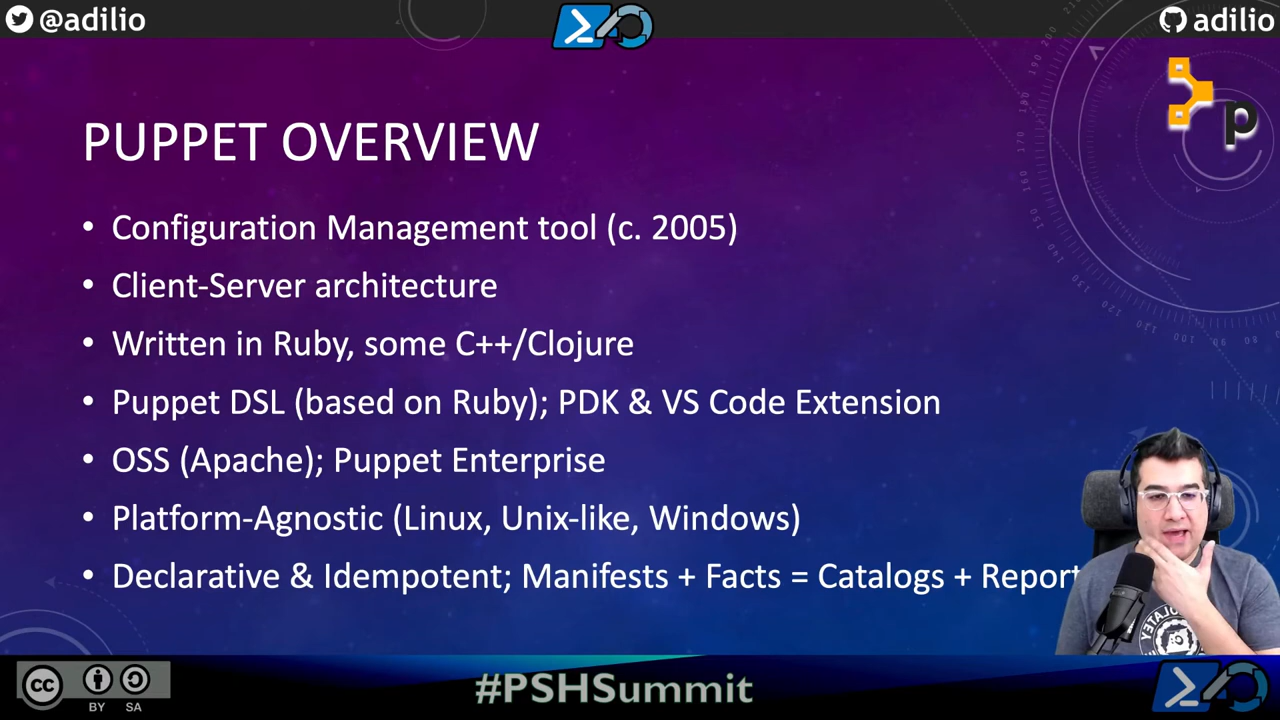 @adilio
adilio
p
PUPPET OVERVIEW
• Configuration Management tool (c. 2005)
• Client-Server architecture
• Written in Ruby, some C++/Clojure
• Puppet DSL (based on Ruby); PDK & VS Code Extension
• OSS (Apache); Puppet Enterprise
• Platform-Agnostic (Linux, Unix-like, Windows)
• Declarative & Idempotent; Manifests + Facts = Catalogs + Report
cc
BY SA
#PSHSummit